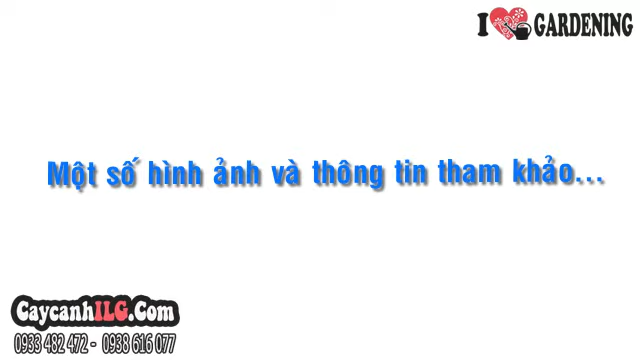 I GARDENING
Một số hình ảnh và thông tin tham khảo...
CaycanhILG.Com
0933 482 472 - 0938 616 077